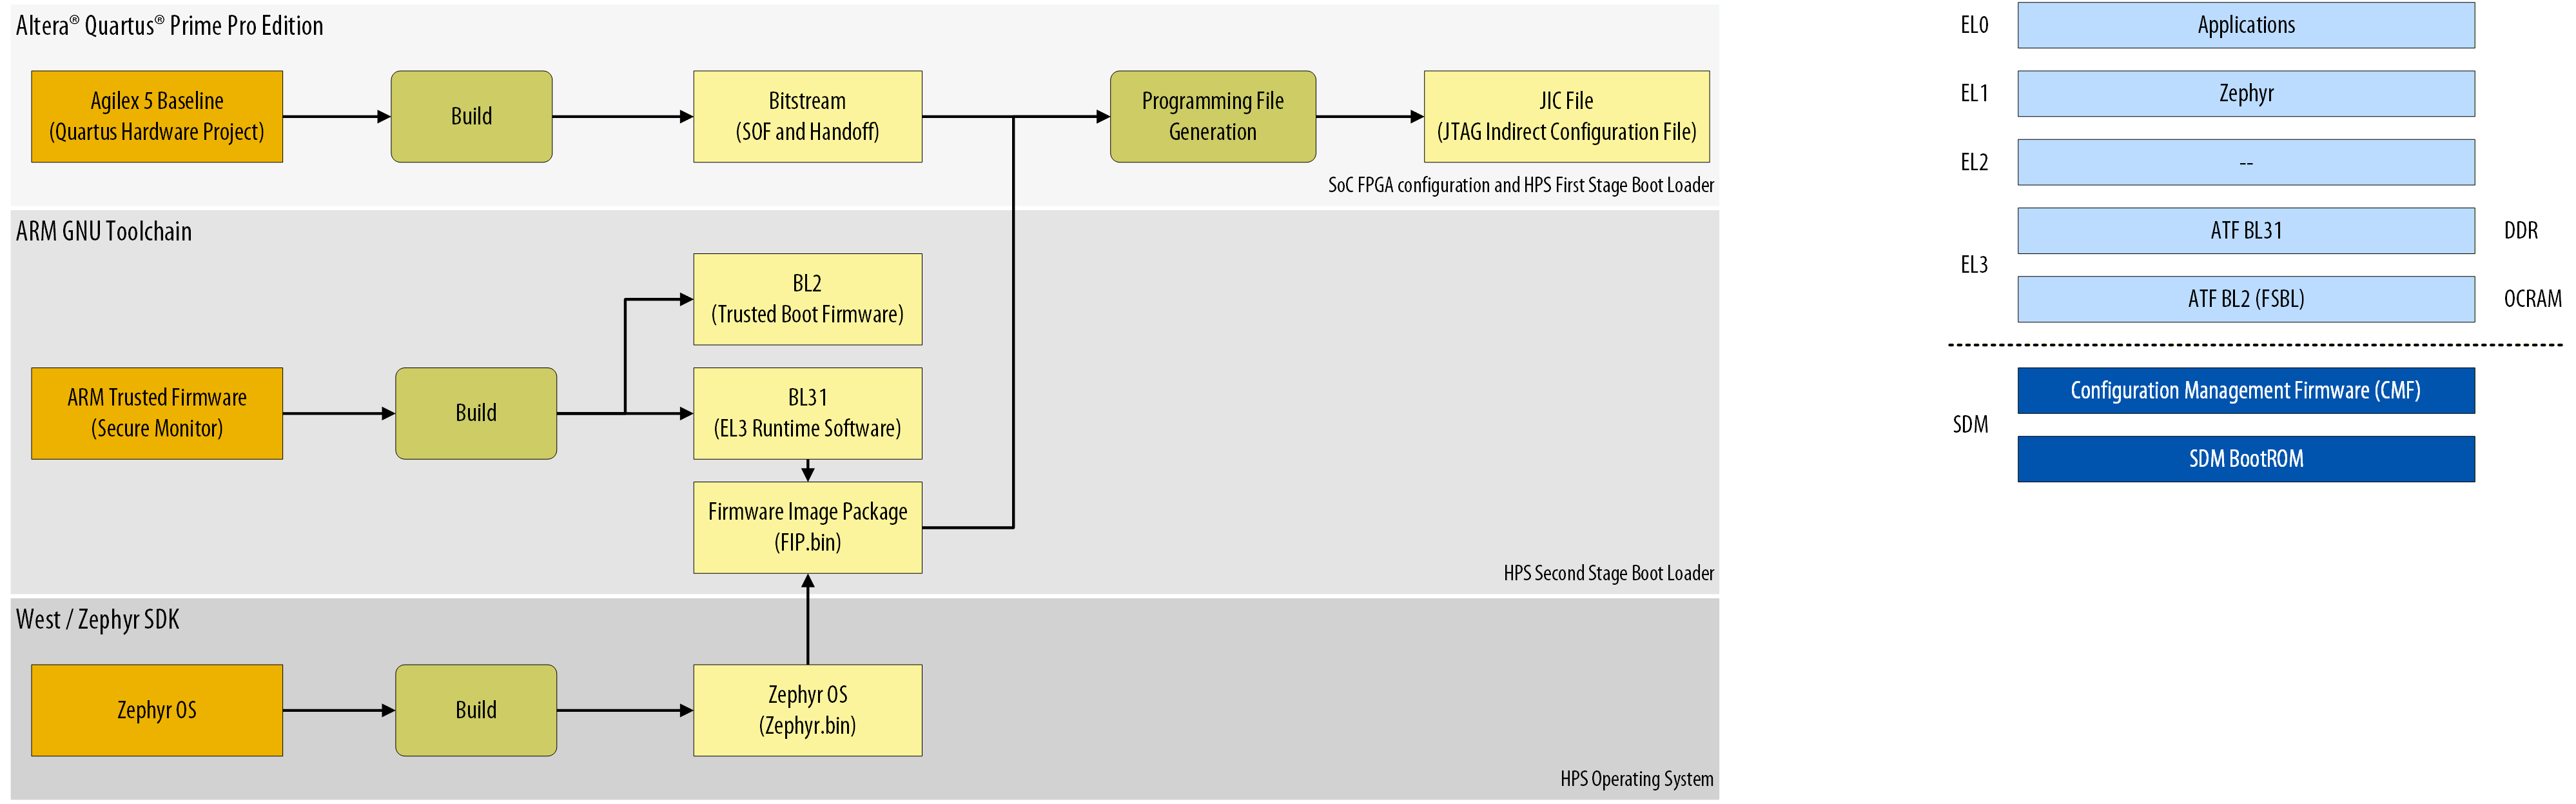 Altera® Quartus® Prime Pro Edition
Agilex 5 Baseline
(Quartus Hardware Project)
Build
Bitstream
(SOF and Handoff)
Programming File
Generation
JIC File
(JTAG Indirect Configuration File)
SoC FPGA configuration and HPS First Stage Boot Loader
ARM GNU Toolchain
BL2
(Trusted Boot Firmware)
ARM Trusted Firmware
(Secure Monitor)
Build
BL31
(EL3 Runtime Software)
Firmware Image Package
(FIP.bin)
HPS Second Stage Boot Loader
West / Zephyr SDK
Zephyr OS
Build
Zephyr OS
(Zephyr.bin)
HPS Operating System
EL0
Applications
EL1
Zephyr
EL2
--
EL3
ATF BL31
DDR
ATF BL2 (FSBL)
OCRAM
SDM
Configuration Management Firmware (CMF)
SDM BootROM